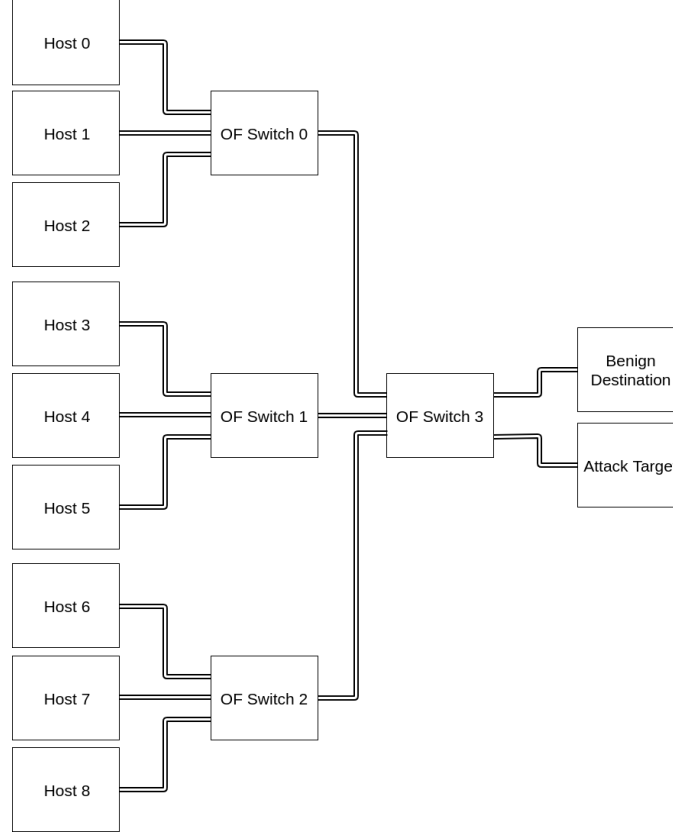 Host 0
Host 1
OF Switch 0
Host 2
Host 3
Host 4
OF Switch 1
OF Switch 3
Benign
Destination
Attack Targe
Host 5
Host 6
Host 7
OF Switch 2
Host 8